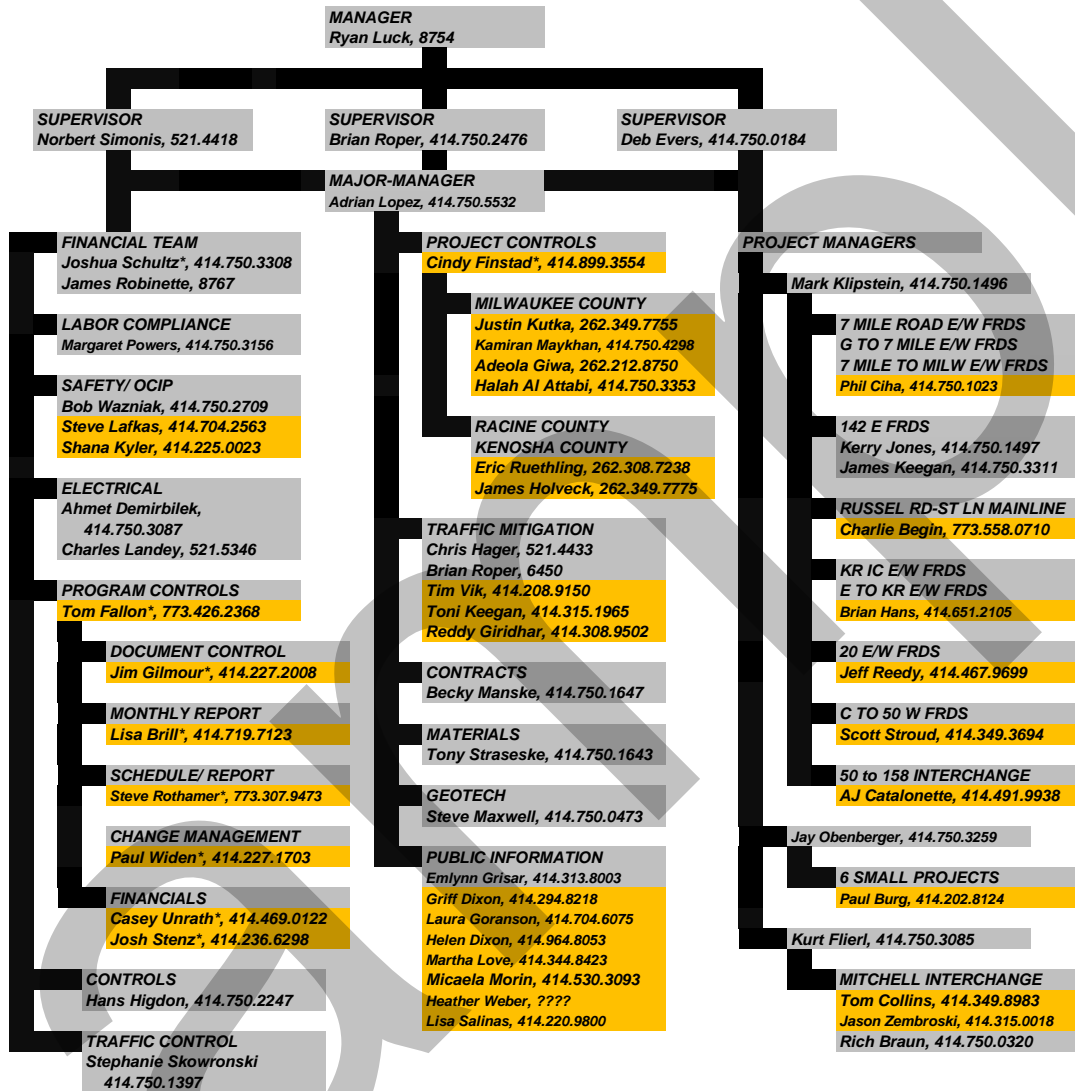 MANAGER
Ryan Luck, 8754
SUPERVISOR
Norbert Simonis, 521.4418
SUPERVISOR
Brian Roper, 414.750.2476
SUPERVISOR
Deb Evers, 414.750.0184
MAJOR-MANAGER
Adrian Lopez, 414.750.5532
FINANCIAL TEAM
Joshua Schultz*, 414.750.3308
James Robinette, 8767
LABOR COMPLIANCE
Margaret Powers, 414.750.3156
SAFETY/ OCIP
Bob Wazniak, 414.750.2709
Steve Lafkas, 414.704.2563
Shana Kyler, 414.225.0023
ELECTRICAL
Ahmet Demirbilek,
414.750.3087
Charles Landey, 521.5346
PROGRAM CONTROLS
Tom Fallon*, 773.426.2368
DOCUMENT CONTROL
Jim Gilmour*, 414.227.2008
MONTHLY REPORT
Lisa Brill*, 414.719.7123
SCHEDULE/ REPORT
Steve Rothamer*, 773.307.9473
CHANGE MANAGEMENT
Paul Widen*, 414.227.1703
FINANCIALS
Casey Unrath*, 414.469.0122
Josh Stenz*, 414.236.6298
CONTROLS
Hans Higdon, 414.750.2247
TRAFFIC CONTROL
Stephanie Skowronski
414.750.1397
PROJECT CONTROLS
Cindy Finstad*, 414.899.3554
MILWAUKEE COUNTY
Justin Kutka, 262.349.7755
Kamiran Maykhan, 414.750.4298
Adeola Giwa, 262.212.8750
Halah Al Attabi, 414.750.3353
RACINE COUNTY
KENOSHA COUNTY
Eric Ruethling, 262.308.7238
James Holveck, 262.349.7775
TRAFFIC MITIGATION
Chris Hager, 521.4433
Brian Roper, 6450
Tim Vik, 414.208.9150
Toni Keegan, 414.315.1965
Reddy Giridhar, 414.308.9502
CONTRACTS
Becky Manske, 414.750.1647
MATERIALS
Tony Straseske, 414.750.1643
GEOTECH
Steve Maxwell, 414.750.0473
PUBLIC INFORMATION
Emlynn Grisar, 414.313.8003
Griff Dixon, 414.294.8218
Laura Goranson, 414.704.6075
Helen Dixon, 414.964.8053
Martha Love, 414.344.8423
Micaela Morin, 414.530.3093
Heather Weber, ????
Lisa Salinas, 414.220.9800
PROJECT MANAGERS
Mark Klipstein, 414.750.1496
7 MILE ROAD E/W FRDS
G TO 7 MILE E/W FRDS
7 MILE TO MILW E/W FRDS
Phil Ciha, 414.750.1023
142 E FRDS
Kerry Jones, 414.750.1497
James Keegan, 414.750.3311
RUSSEL RD-ST LN MAINLINE
Charlie Begin, 773.558.0710
KR IC E/W FRDS
E TO KR E/W FRDS
Brian Hans, 414.651.2105
20 E/W FRDS
Jeff Reedy, 414.467.9699
C TO 50 W FRDS
Scott Stroud, 414.349.3694
50 to 158 INTERCHANGE
AJ Catalonette, 414.491.9938
Jay Obenberger, 414.750.3259
6 SMALL PROJECTS
Paul Burg, 414.202.8124
Kurt Flierl, 414.750.3085
MITCHELL INTERCHANGE
Tom Collins, 414.349.8983
Jason Zembroski, 414.315.0018
Rich Braun, 414.750.0320